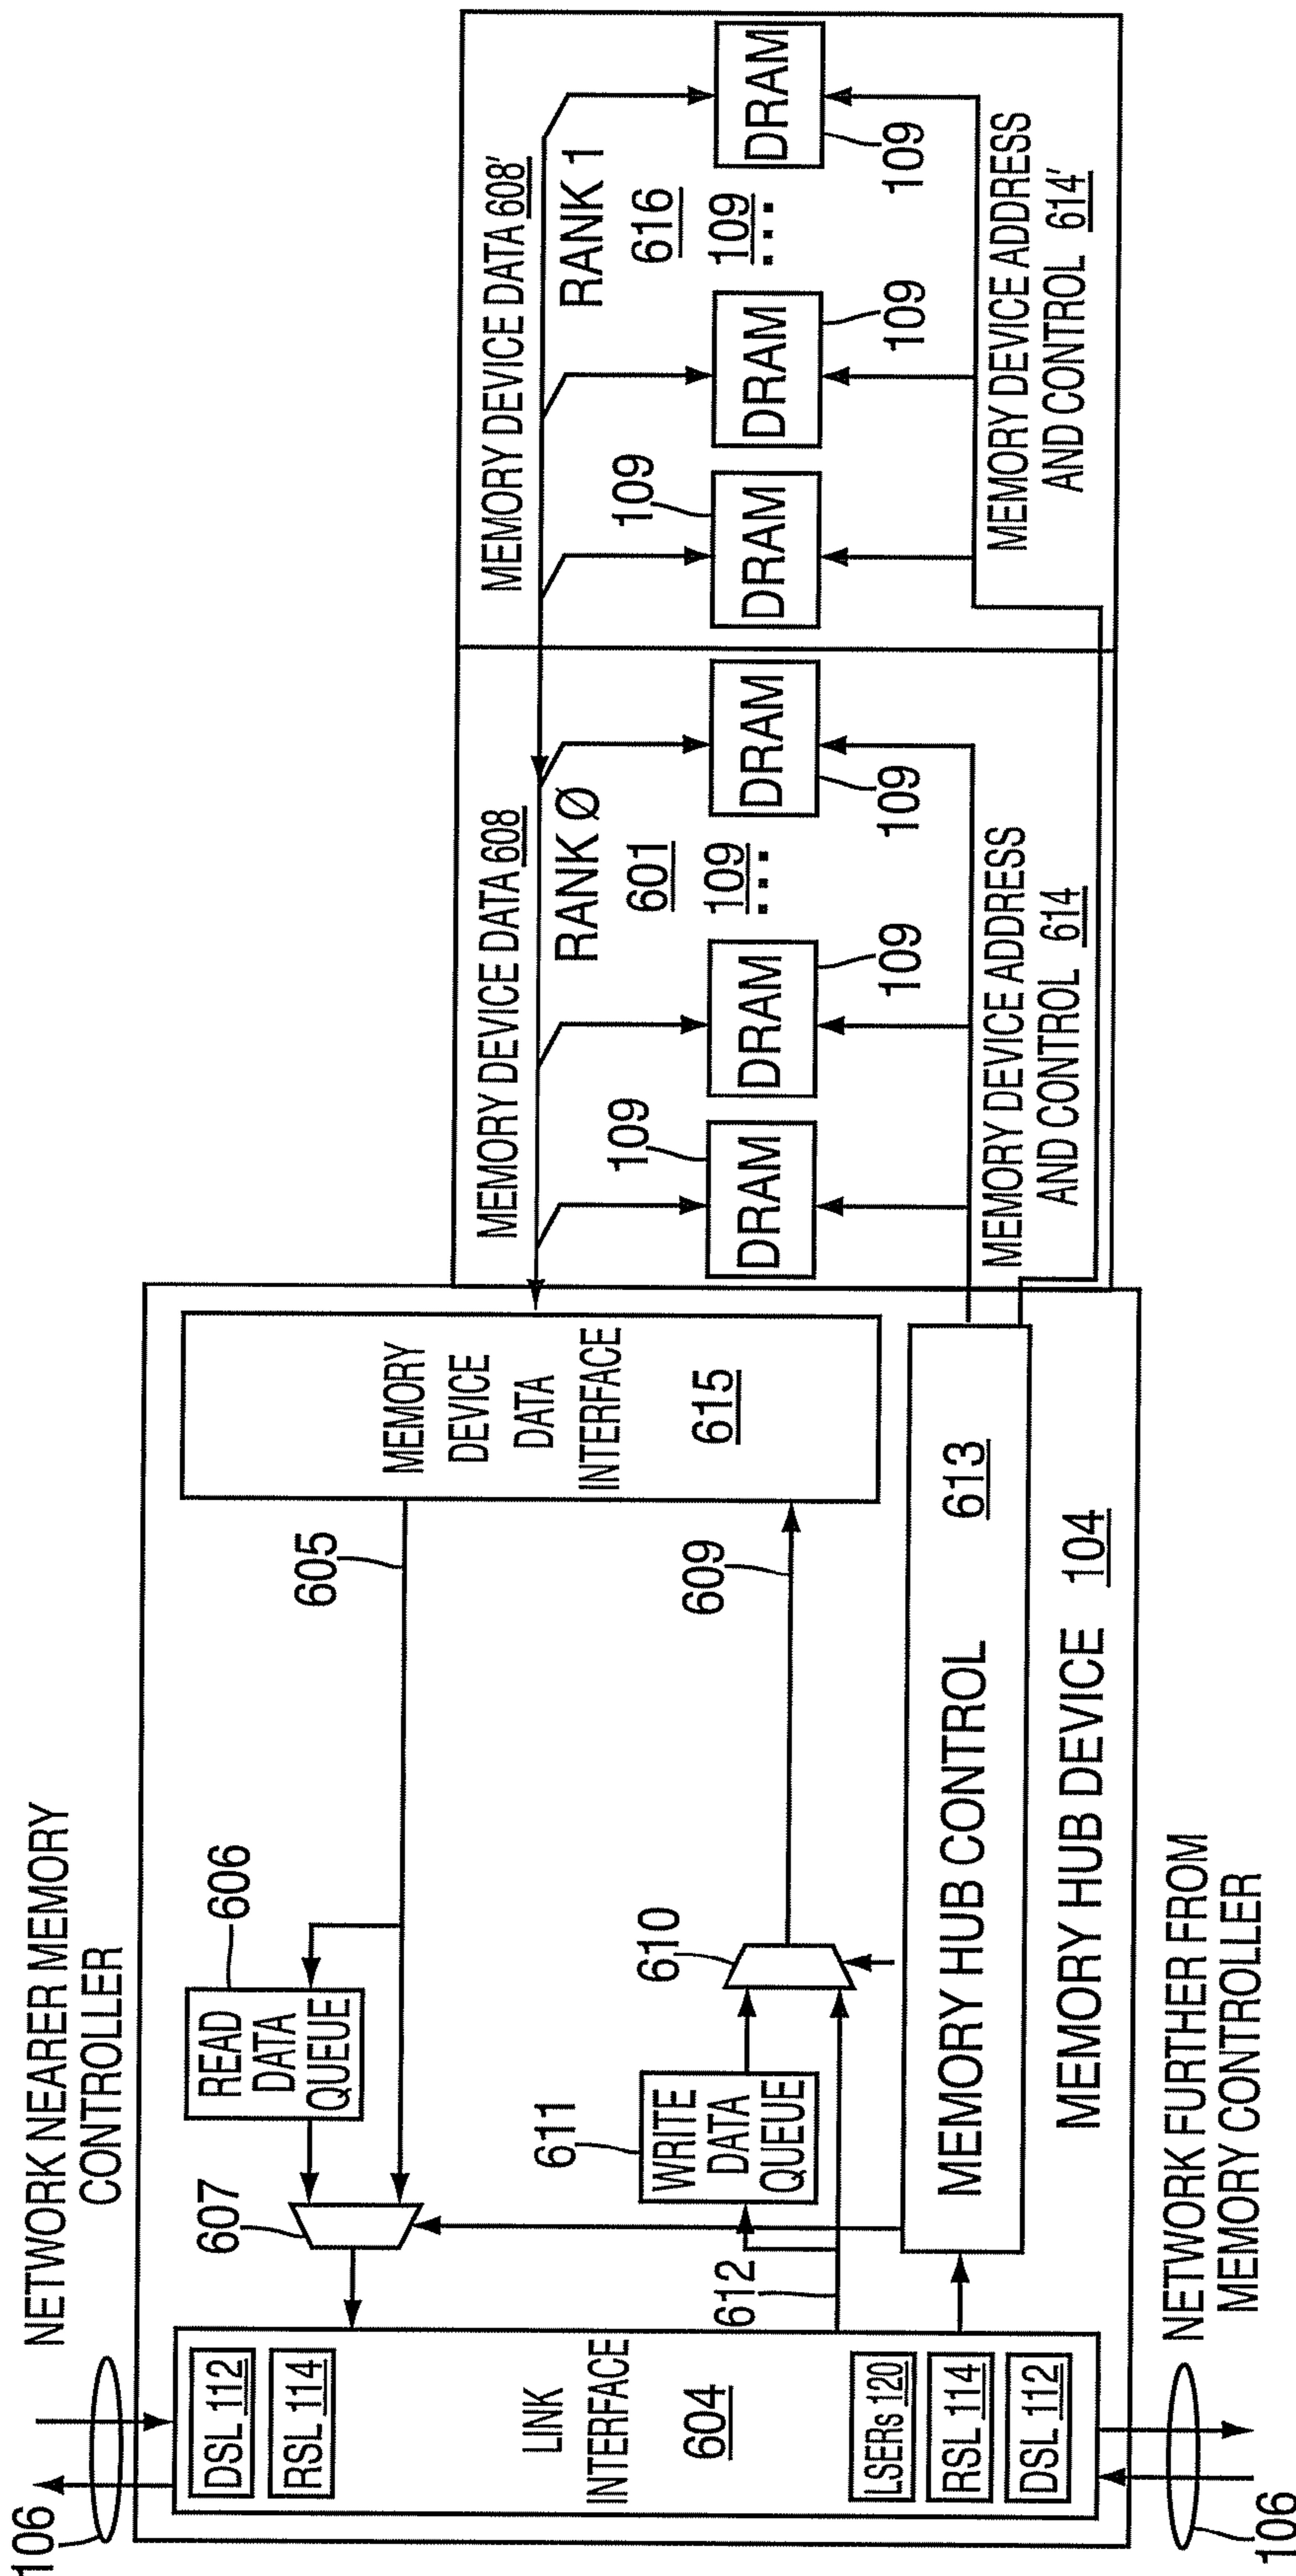 106
NETWORK NEARER MEMORY
CONTROLLER
DSL 112
RSL 114
LINK
INTERFACE
604
LSERs 120
RSL 114
DSL 112
607
READ
DATA
QUEUE
606
605
611
WRITE
DATA
QUEUE
612
610
609
MEMORY
DEVICE
DATA
INTERFACE
615
MEMORY HUB CONTROL 613
MEMORY HUB DEVICE 104
106
NETWORK FURTHER FROM
MEMORY CONTROLLER
MEMORY DEVICE DATA 608
RANK Ø
601
109
109
DRAM
DRAM
DRAM
109
109
MEMORY DEVICE ADDRESS
AND CONTROL 614
MEMORY DEVICE DATA 608'
RANK 1
616
109
109
DRAM
DRAM
DRAM
109
109
MEMORY DEVICE ADDRESS
AND CONTROL 614'